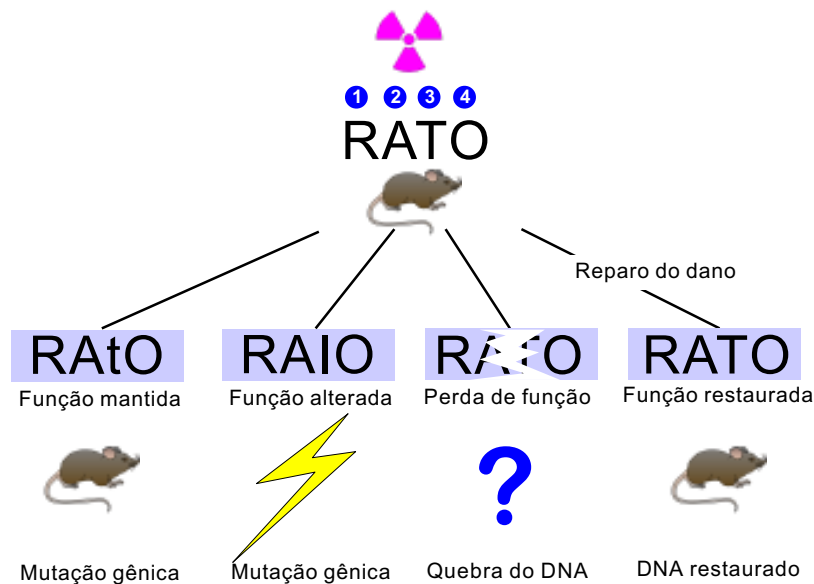 1 2 3 4
RATO
Reparo do dano
RAtO RAIO RATO RATO
Função mantida Função alterada Perda de função Função restaurada
?
Mutação gênica Mutação gênica Quebra do DNA DNA restaurado